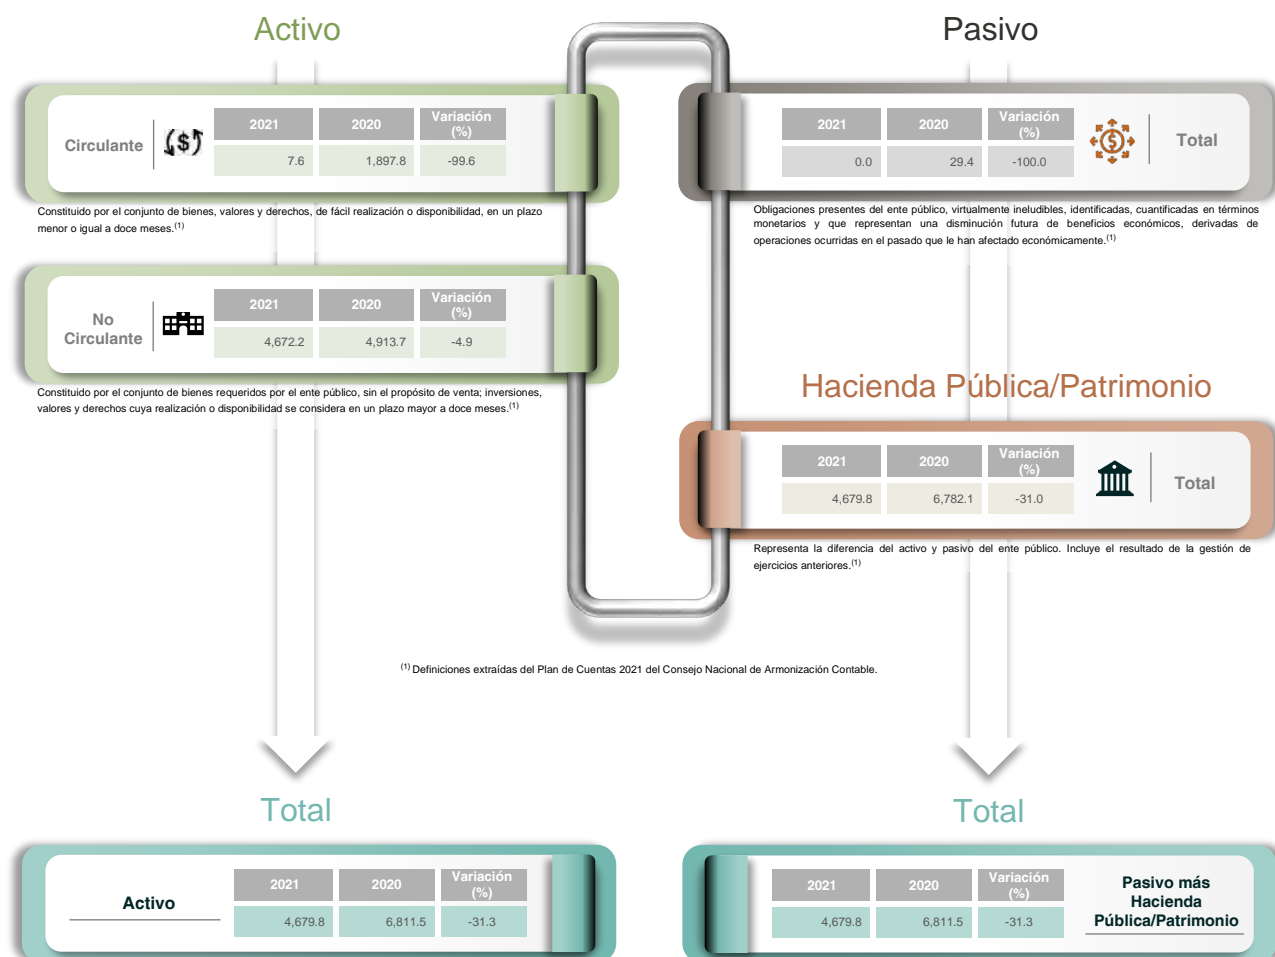 Activo
Circulante
2021 2020 Variación (%)
7.6 1,897.8 -99.6
Constituido por el conjunto de bienes, valores y derechos, de fácil realización o disponibilidad, en un plazo
menor o igual a doce meses.(1)
No
Circulante
2021 2020 Variación (%)
4,672.2 4,913.7 -4.9
Constituido por el conjunto de bienes requeridos por el ente público, sin el propósito de venta; inversiones,
valores y derechos cuya realización o disponibilidad se considera en un plazo mayor a doce meses.(1)
Pasivo
2021 2020 Variación (%)
0.0 29.4 -100.0
Total
Obligaciones presentes del ente público, virtualmente ineludibles, identificadas, cuantificadas en términos
monetarios y que representan una disminución futura de beneficios económicos, derivadas de
operaciones ocurridas en el pasado que le han afectado económicamente.(1)
Hacienda Pública/Patrimonio
2021 2020 Variación (%)
4,679.8 6,782.1 -31.0
Total
Representa la diferencia del activo y pasivo del ente público. Incluye el resultado de la gestión de
ejercicios anteriores.(1)
(1) Definiciones extraídas del Plan de Cuentas 2021 del Consejo Nacional de Armonización Contable.
Total
Activo
2021 2020 Variación (%)
4,679.8 6,811.5 -31.3
Total
2021 2020 Variación (%)
4,679.8 6,811.5 -31.3
Pasivo más
Hacienda
Pública/Patrimonio